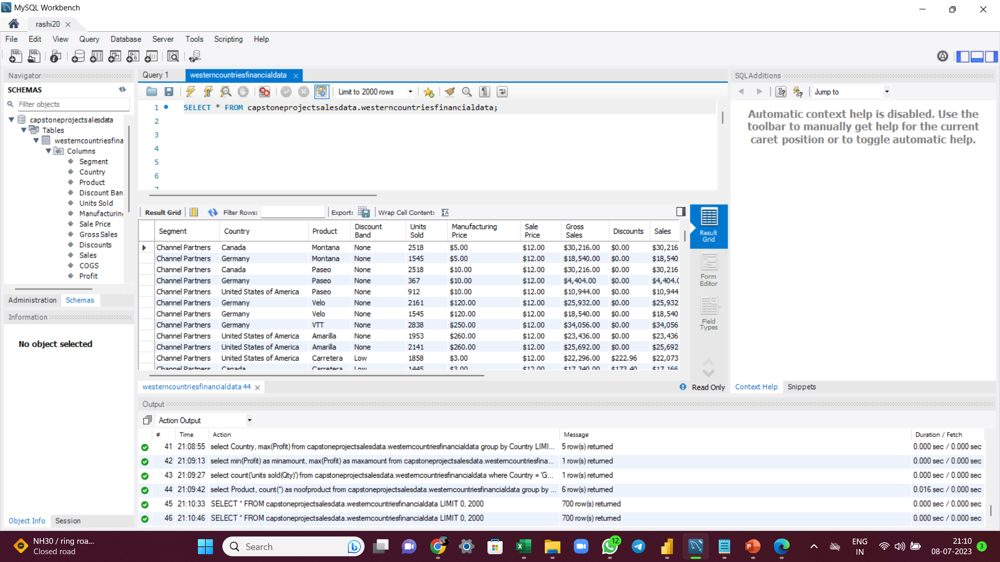 MySQL Workbench
rashi20
File Edit View Query Database Server Tools Scripting Help
Navigator
SCHEMAS
Filter objects
capstoneprojectsalesdata
Tables
westerncountriesfina
Columns
Segment
Country
Product
Discount Ban
Units Sold
Manufacturing
Sale Price
Gross Sales
Discounts
Sales
COGS
Profit
Administration Schemas
Information
No object selected
Object Info Session
Query 1 westerncountriesfinancialdata
Limit to 2000 rows
1 SELECT * FROM capstoneprojectsalesdata.westerncountriesfinancialdata;
2
3
4
5
6
7
Result Grid Filter Rows: Export: Wrap Cell Content:
Segment Country Product Discount Band Units Sold Manufacturing Price Sale Price Gross Sales Discounts Sales
Channel Partners Canada Montana None 2518 $5.00 $12.00 $30,216.00 $0.00 $30,216
Channel Partners Germany Montana None 1545 $5.00 $12.00 $18,540.00 $0.00 $18,540
Channel Partners Canada Paseo None 2518 $10.00 $12.00 $30,216.00 $0.00 $30,216
Channel Partners Germany Paseo None 367 $10.00 $12.00 $4,404.00 $0.00 $4,404.0
Channel Partners United States of America Paseo None 912 $10.00 $12.00 $10,944.00 $0.00 $10,944
Channel Partners Germany Velo None 2161 $120.00 $12.00 $25,932.00 $0.00 $25,932
Channel Partners Germany Velo None 1545 $120.00 $12.00 $18,540.00 $0.00 $18,540
Channel Partners Germany VTT None 2838 $250.00 $12.00 $34,056.00 $0.00 $34,056
Channel Partners United States of America Amarilla None 1953 $260.00 $12.00 $23,436.00 $0.00 $23,436
Channel Partners United States of America Amarilla None 2141 $260.00 $12.00 $25,692.00 $0.00 $25,692
Channel Partners United States of America Carretera Low 1858 $3.00 $12.00 $22,296.00 $222.96 $22,073
Channel Partners Canada Carretera Low 1445 $3.00 $12.00 $17,340.00 $173.40 $17,166
Result Grid
Form Editor
Field Types
westerncountriesfinancialdata 44
Read Only
SQLAdditions
Jump to
Automatic context help is disabled. Use the
toolbar to manually get help for the current
caret position or to toggle automatic help.
Context Help Snippets
Output
Action Output
# Time Action Message Duration / Fetch
41 21:08:55 select Country, max(Profit) from capstoneprojectsalesdata.westerncountriesfinancialdata group by Country LIMI... 5 row(s) returned 0.000 sec / 0.000 sec
42 21:09:13 select min(Profit) as minamount, max(Profit) as maxamount from capstoneprojectsalesdata.westerncountriesfina... 1 row(s) returned 0.000 sec / 0.000 sec
43 21:09:27 select count('units sold(Qty)') from capstoneprojectsalesdata.westerncountriesfinancialdata where Country = 'G... 1 row(s) returned 0.000 sec / 0.000 sec
44 21:09:42 select Product, count(*) as noofproduct from capstoneprojectsalesdata.westerncountriesfinancialdata group by ... 6 row(s) returned 0.016 sec / 0.000 sec
45 21:10:33 SELECT * FROM capstoneprojectsalesdata.westerncountriesfinancialdata LIMIT 0, 2000 700 row(s) returned 0.000 sec / 0.000 sec
46 21:10:46 SELECT * FROM capstoneprojectsalesdata.westerncountriesfinancialdata LIMIT 0, 2000 700 row(s) returned 0.000 sec / 0.000 sec
NH30 / ring roa...
Closed road
Search
12
ENG
IN
21:10
08-07-2023
3